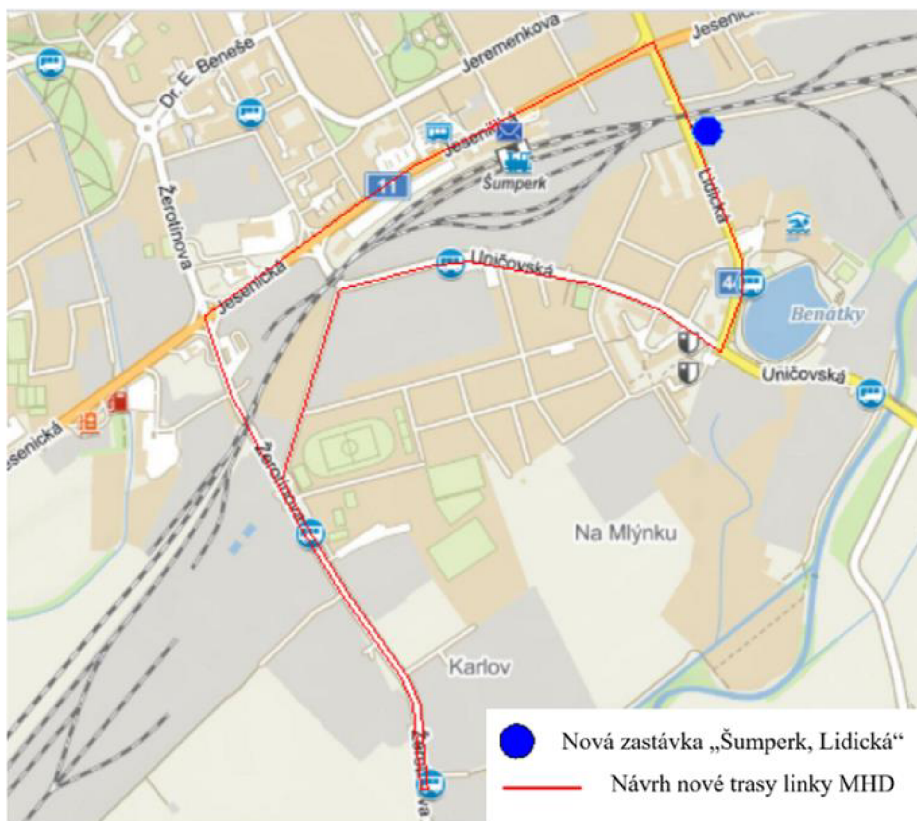 Jesenická
Dr. E. Beneše
Jeremenkova
Jesenická
Šumperk
11
Žerotínova
Lidická
Jesenická
Uničovská
44
Benátky
Uničovská
Jesenická
Žerotínova
Na Mlýnku
Karlov
Nová zastávka „Šumperk, Lidická“
Návrh nové trasy linky MHD